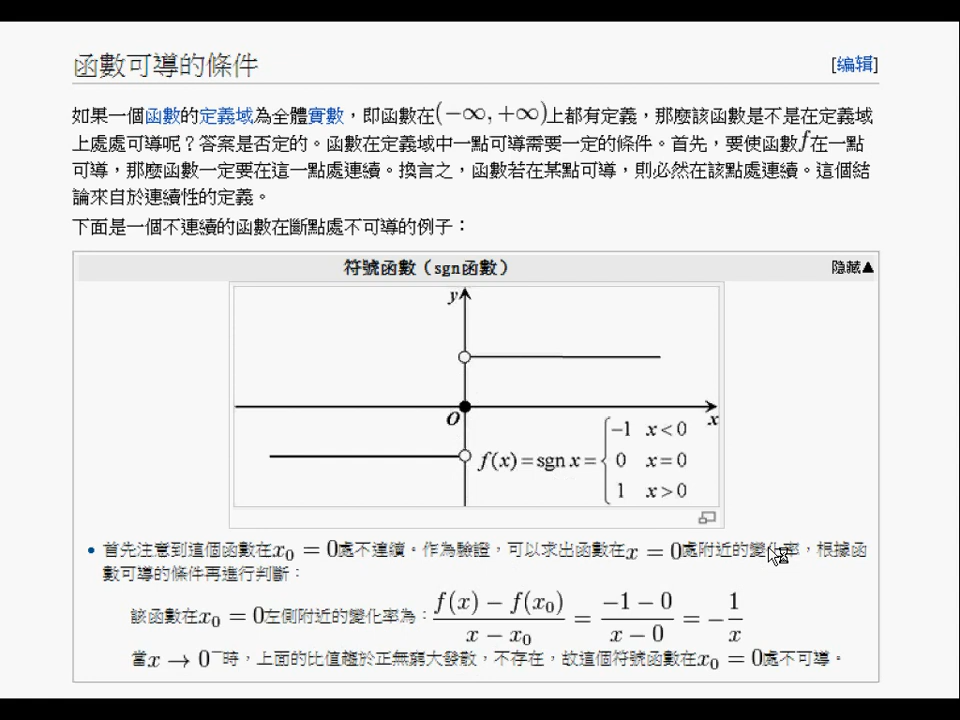 函數可導的條件
[编辑]
如果一個函數的定義域為全體實數，即函數在(−∞, +∞)上都有定義，那麼該函數是不是在定義域
上處處可導呢？答案是否定的。函數在定義域中一點可導需要一定的條件。首先，要使函數f在一點
可導，那麼函數一定要在這一點處連續。換言之，函數若在某點可導，則必然在該點處連續。這個結
論來自於連續性的定義。
下面是一個不連續的函數在斷點處不可導的例子：
符號函數（sgn函數）
隐藏▲
y
O
x
f(x)=sgn x={ −1 x<0
0 x=0
1 x>0
• 首先注意到這個函數在x₀ = 0處不連續。作為驗證，可以求出函數在x = 0處附近的變化率，根據函
數可導的條件再進行判斷：
該函數在x₀ = 0左側附近的變化率為：(f(x) − f(x₀))/(x − x₀) = (−1 − 0)/(x − 0) = −1/x
當x → 0⁻時，上面的比值趨於正無窮大發散，不存在，故這個符號函數在x₀ = 0處不可導。